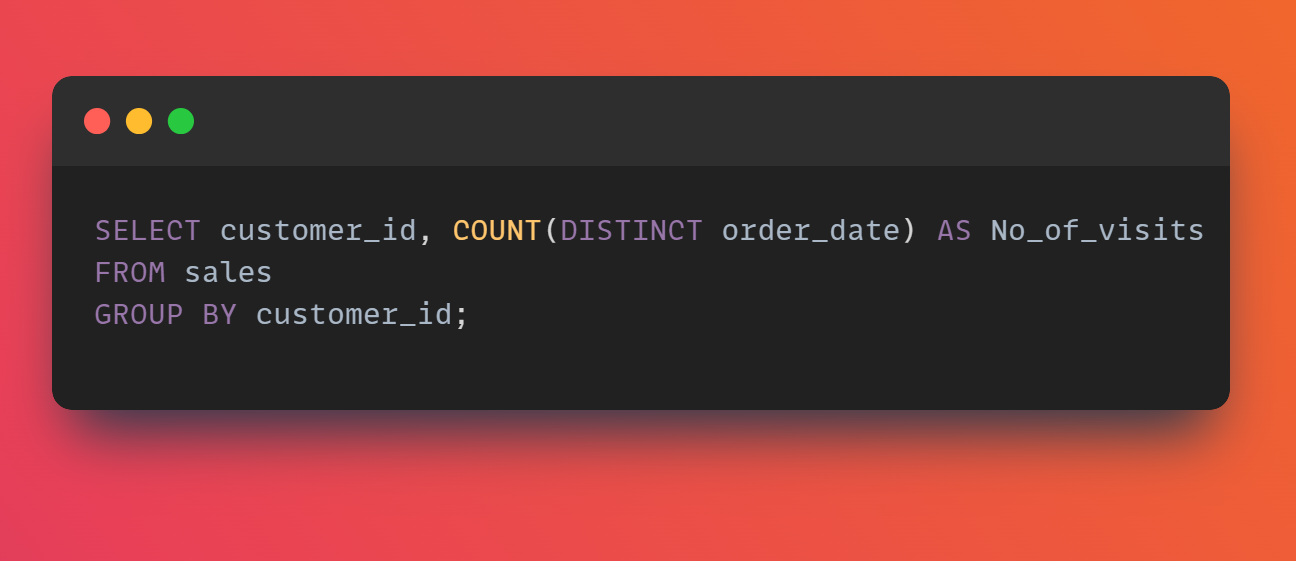 SELECT customer_id, COUNT(DISTINCT order_date) AS No_of_visits
FROM sales
GROUP BY customer_id;